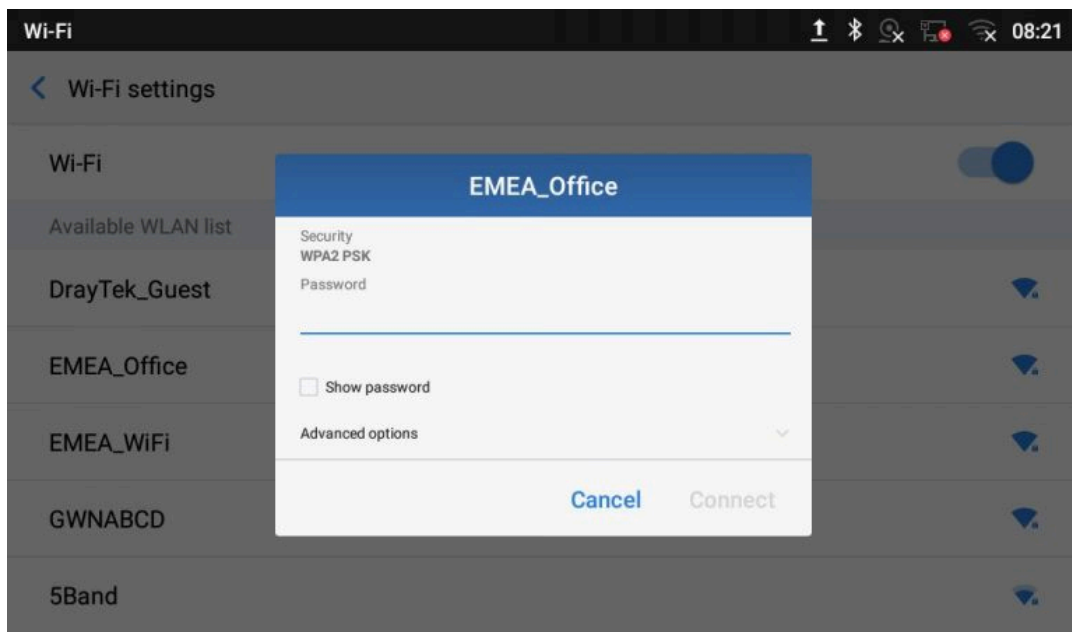 Wi-Fi
08:21
Wi-Fi settings
Wi-Fi
Available WLAN list
DrayTek_Guest
EMEA_Office
EMEA_WiFi
GWNABCD
5Band
EMEA_Office
Security
WPA2 PSK
Password
Show password
Advanced options
Cancel
Connect